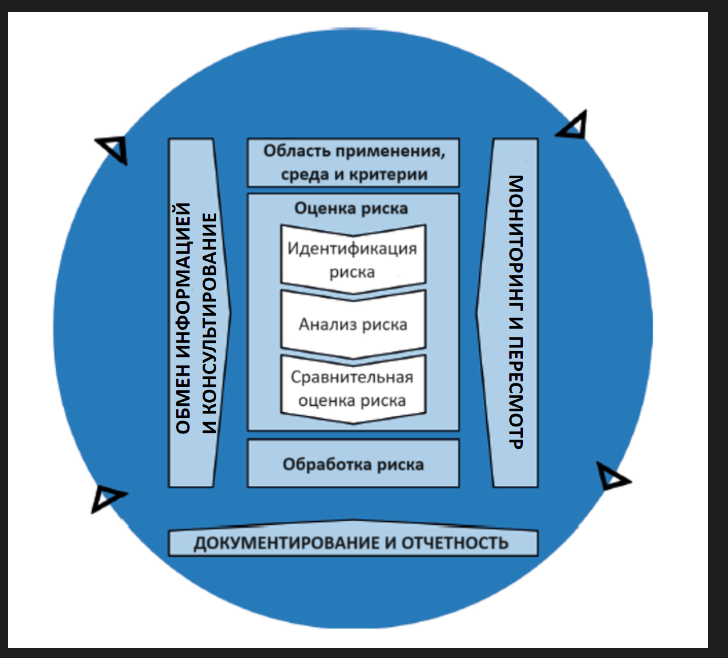 Область применения,
среда и критерии
Оценка риска
Идентификация
риска
Анализ риска
Сравнительная
оценка риска
Обработка риска
ОБМЕН ИНФОРМАЦИЕЙ
И КОНСУЛЬТИРОВАНИЕ
МОНИТОРИНГ И ПЕРЕСМОТР
ДОКУМЕНТИРОВАНИЕ И ОТЧЕТНОСТЬ